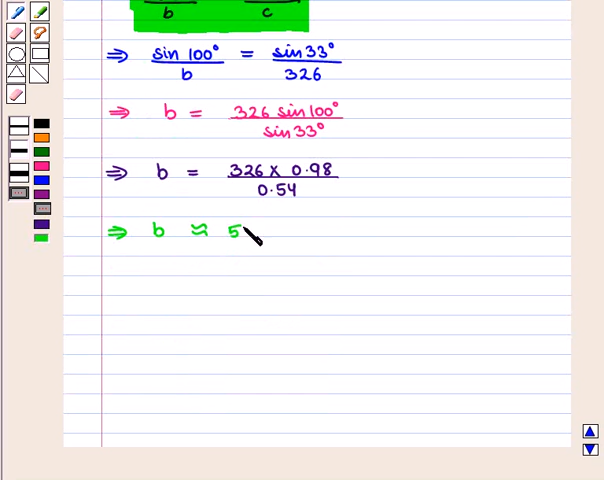 b c
⇒ sin 100° / b = sin 33° / 326
⇒ b = 326 sin 100° / sin 33°
⇒ b = 326 × 0.98 / 0.54
⇒ b ≈ 5